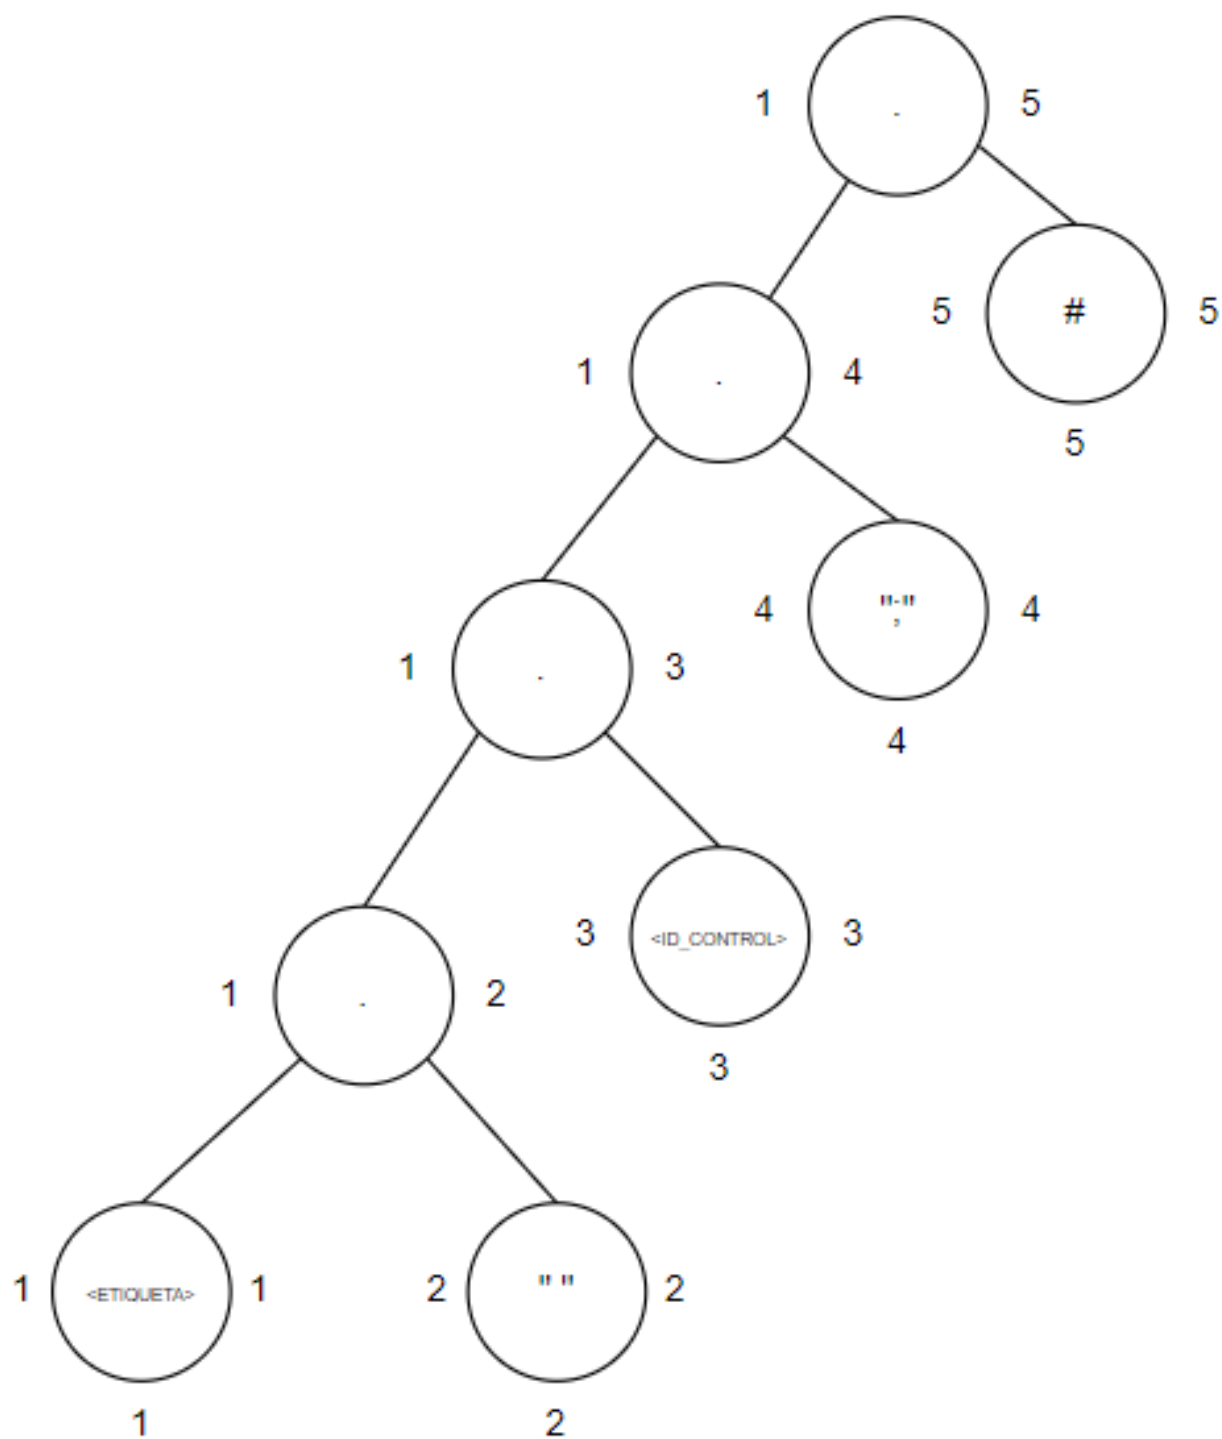 1 . 5
5 # 5
5
1 . 4
4 ";" 4
4
1 . 3
3 <ID_CONTROL> 3
3
1 . 2
1 <ETIQUETA> 1
1
2 " " 2
2